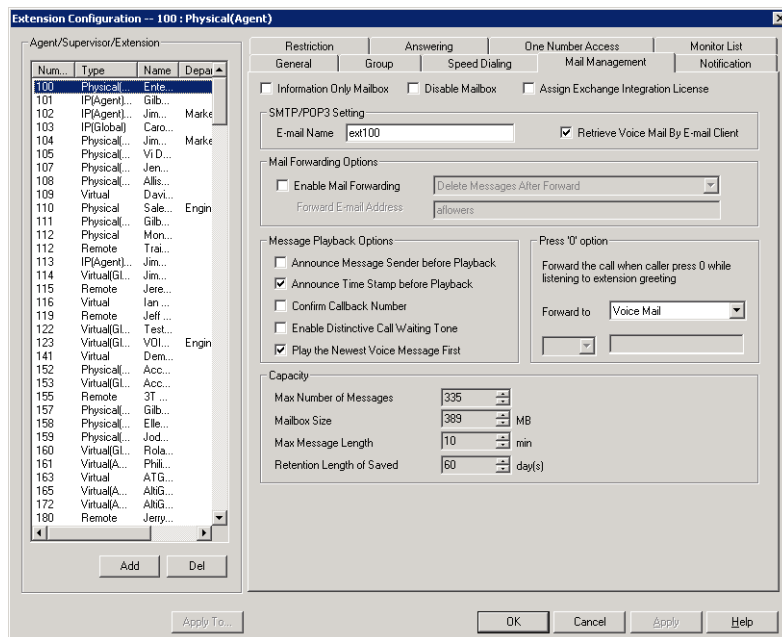 Extension Configuration -- 100 : Physical(Agent)
Agent/Supervisor/Extension
Num... Type Name Depar
100 Physical(... Ente...
101 IP(Agent)... Gilb...
102 IP(Agent)... Jim... Marke
103 IP(Global) Caro...
104 Physical(... Jim... Marke
105 Physical(... Vi D...
107 Physical(... Jen...
108 Physical(... Allis...
109 Virtual Davi...
110 Physical Sale... Engin
111 Physical(... Gilb...
112 Physical Mon...
112 Remote Trai...
113 IP(Agent)... Jim...
114 Virtual(Gl... Jim...
115 Remote Jere...
116 Virtual Ian ...
119 Remote Jeff ...
122 Virtual(Gl... Test...
123 Virtual(Gl... VOI... Engin
141 Virtual Dem...
152 Physical(... Acc...
153 Virtual(Gl... Acc...
155 Remote 3T ...
157 Physical(... Gilb...
158 Physical(... Elle...
159 Physical(... Jod...
160 Virtual(Gl... Rola...
161 Virtual(A... Phili...
163 Virtual ATG...
165 Virtual(A... AltiG...
172 Virtual(A... AltiG...
180 Remote Jerry...
Add Del
Restriction Answering One Number Access Monitor List
General Group Speed Dialing Mail Management Notification
Information Only Mailbox Disable Mailbox Assign Exchange Integration License
SMTP/POP3 Setting
E-mail Name ext100 Retrieve Voice Mail By E-mail Client
Mail Forwarding Options
Enable Mail Forwarding Delete Messages After Forward
Forward E-mail Address aflowers
Message Playback Options
Announce Message Sender before Playback
Announce Time Stamp before Playback
Confirm Callback Number
Enable Distinctive Call Waiting Tone
Play the Newest Voice Message First
Press '0' option
Forward the call when caller press 0 while
listening to extension greeting
Forward to Voice Mail
Capacity
Max Number of Messages 335
Mailbox Size 389 MB
Max Message Length 10 min
Retention Length of Saved 60 day(s)
Apply To... OK Cancel Apply Help